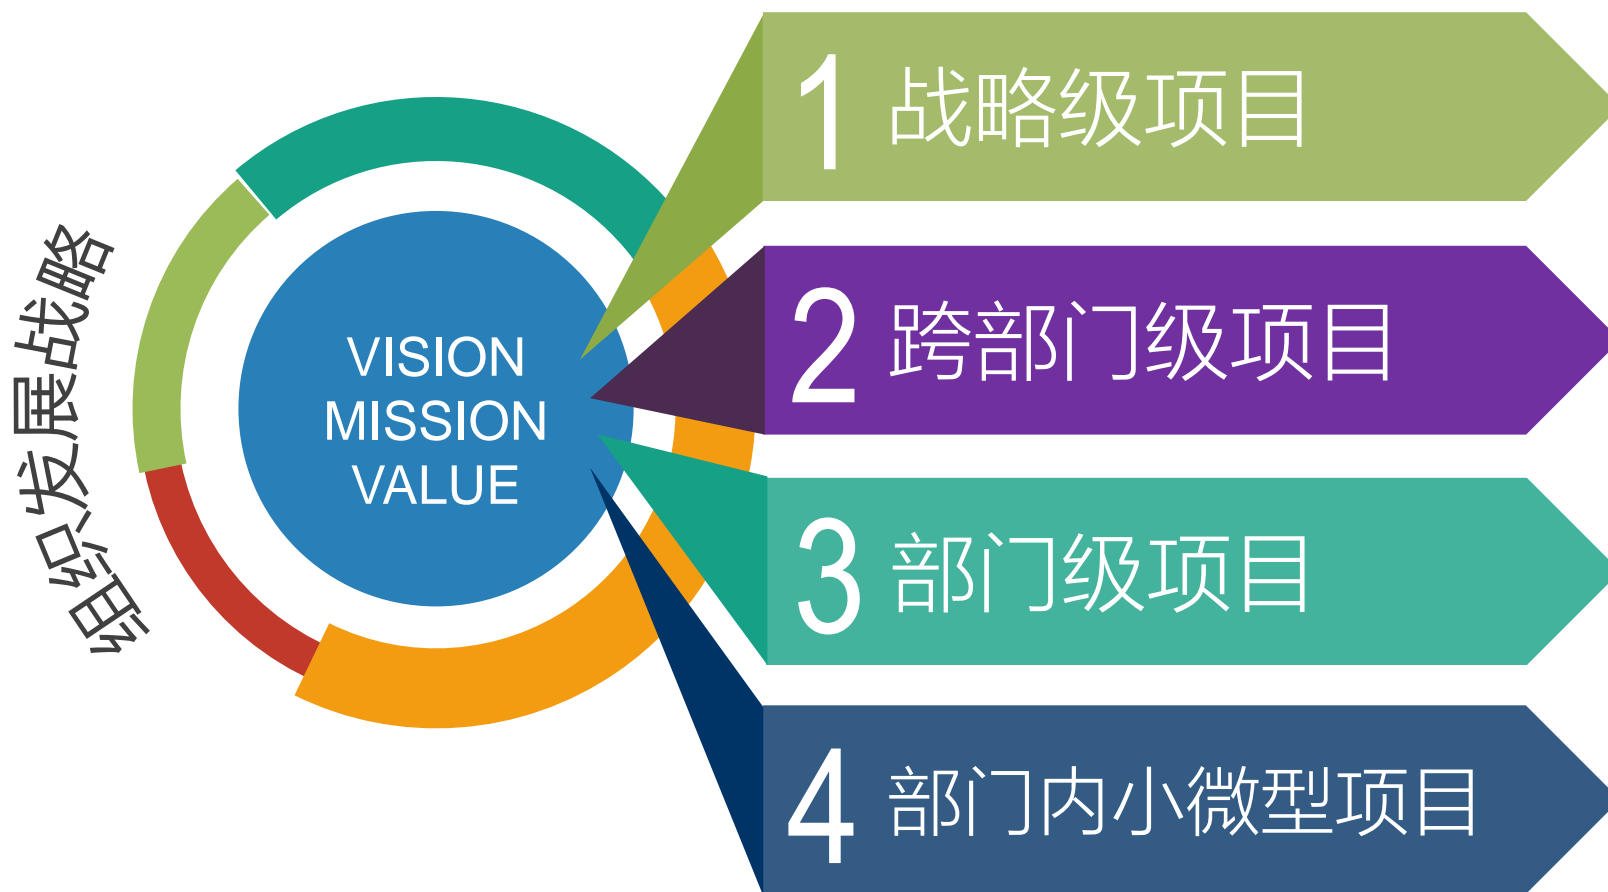 组织发展战略
VISION
MISSION
VALUE
1 战略级项目
2 跨部门级项目
3 部门级项目
4 部门内小微型项目